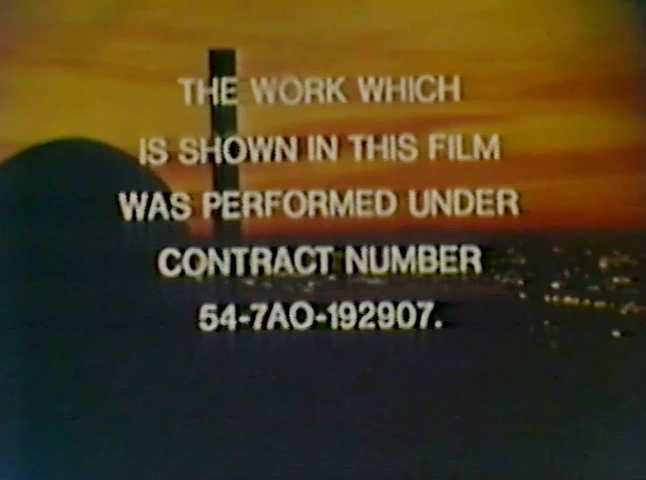 THE WORK WHICH
IS SHOWN IN THIS FILM
WAS PERFORMED UNDER
CONTRACT NUMBER
54-7AO-192907.